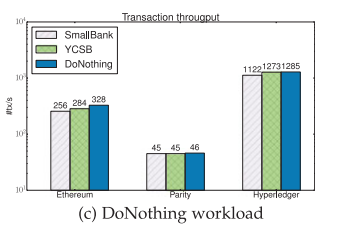 Transaction througput
10⁴
10³
10²
10¹
#tx/s
SmallBank
YCSB
DoNothing
256 284 328
45 45 46
1122 1273 1285
Ethereum Parity Hyperledger
(c) DoNothing workload